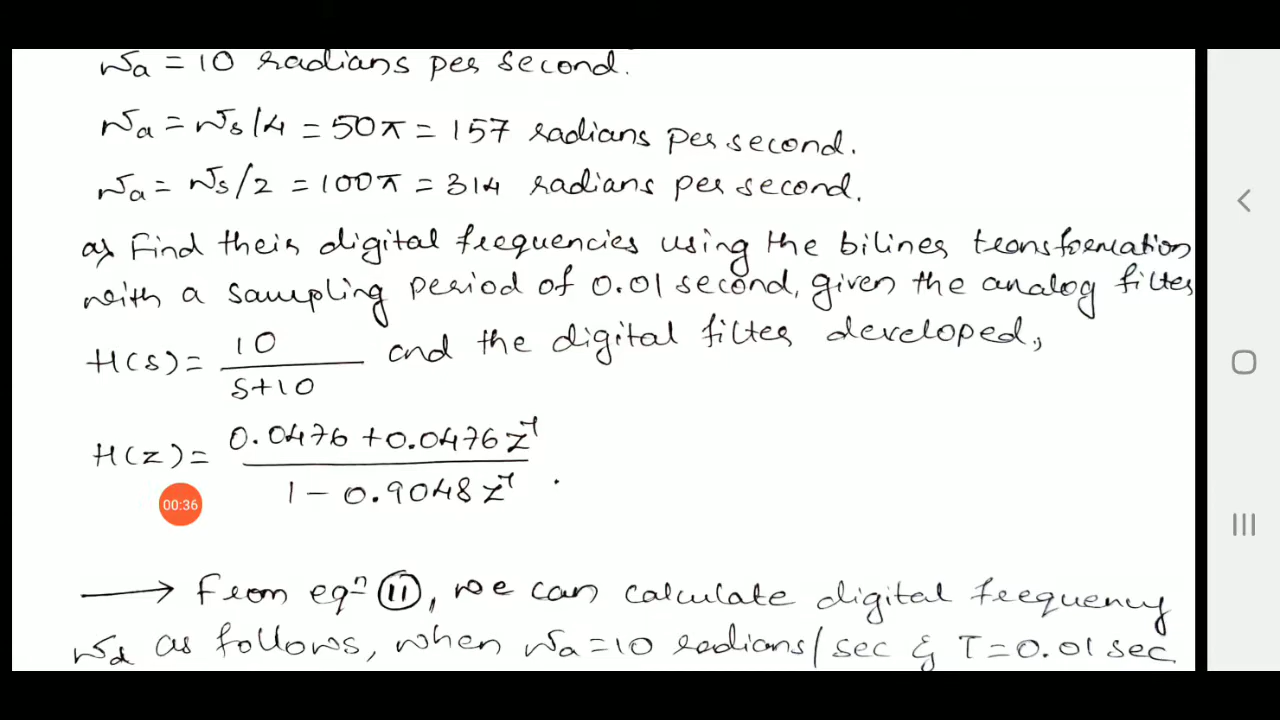 ωa = 10 radians per second.
ωa = ωs/4 = 50π = 157 radians per second.
ωa = ωs/2 = 100π = 314 radians per second.
a) Find their digital frequencies using the biliner transformation
with a sampling period of 0.01 second, given the analog filter
H(s) = 10 / s+10 and the digital filter developed,
H(z) = 0.0476 + 0.0476 z⁻¹ / 1 − 0.9048 z⁻¹ .
00:36
→ From eqⁿ ⑪, we can calculate digital frequency
ωd as follows, when ωa = 10 radians/sec & T = 0.01 sec.